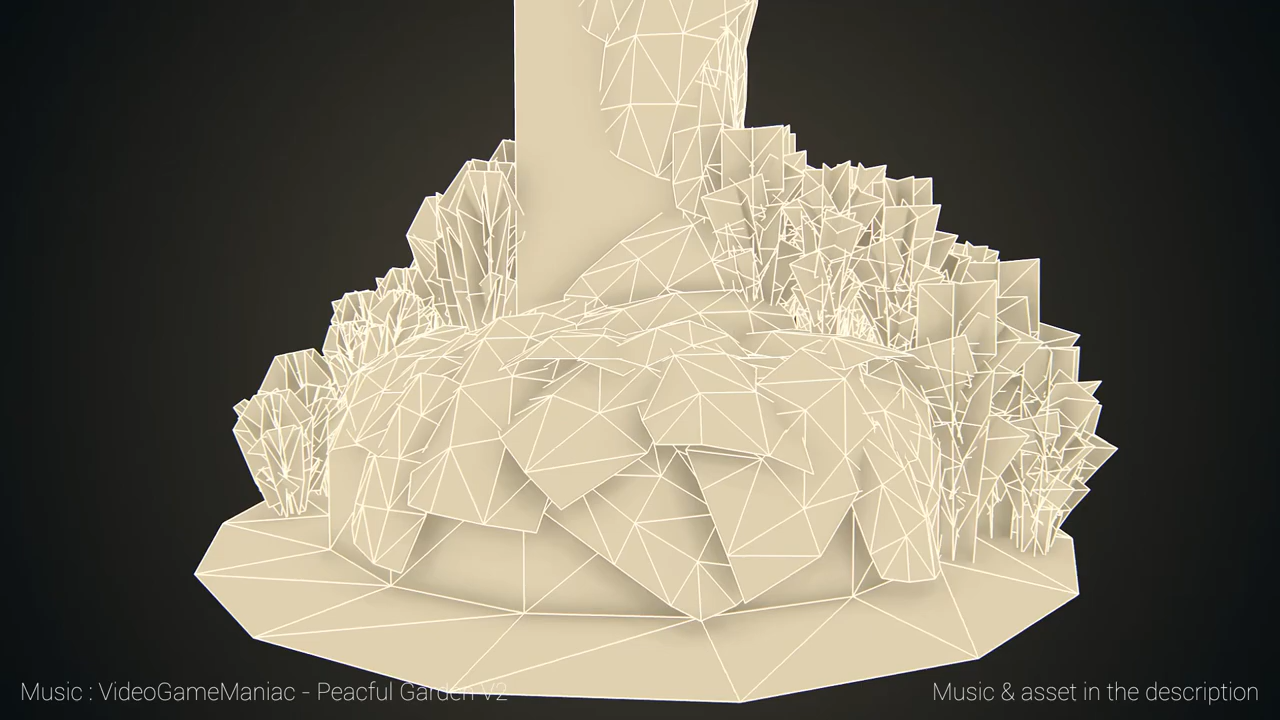 Music : VideoGameManiac - Peacful Garden V2
Music & asset in the description